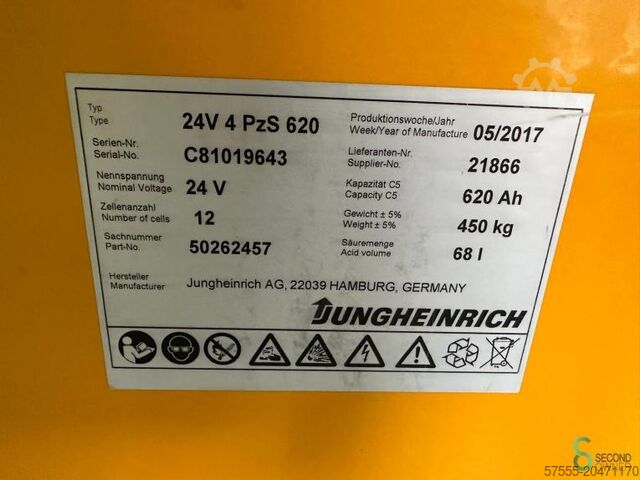 Typ
Type
24V 4 PzS 620
Produktionswoche/Jahr
Week/Year of Manufacture
05/2017
Serien-Nr.
Serial-No.
C81019643
Lieferanten-Nr.
Supplier-No.
21866
Nennspannung
Nominal Voltage
24 V
Kapazität C5
Capacity C5
620 Ah
Zellenanzahl
Number of cells
12
Gewicht ± 5%
Weight ± 5%
450 kg
Sachnummer
Part-No.
50262457
Säuremenge
Acid volume
68 l
Hersteller
Manufacturer
Jungheinrich AG, 22039 HAMBURG, GERMANY
JUNGHEINRICH
SECOND
57555-20471170